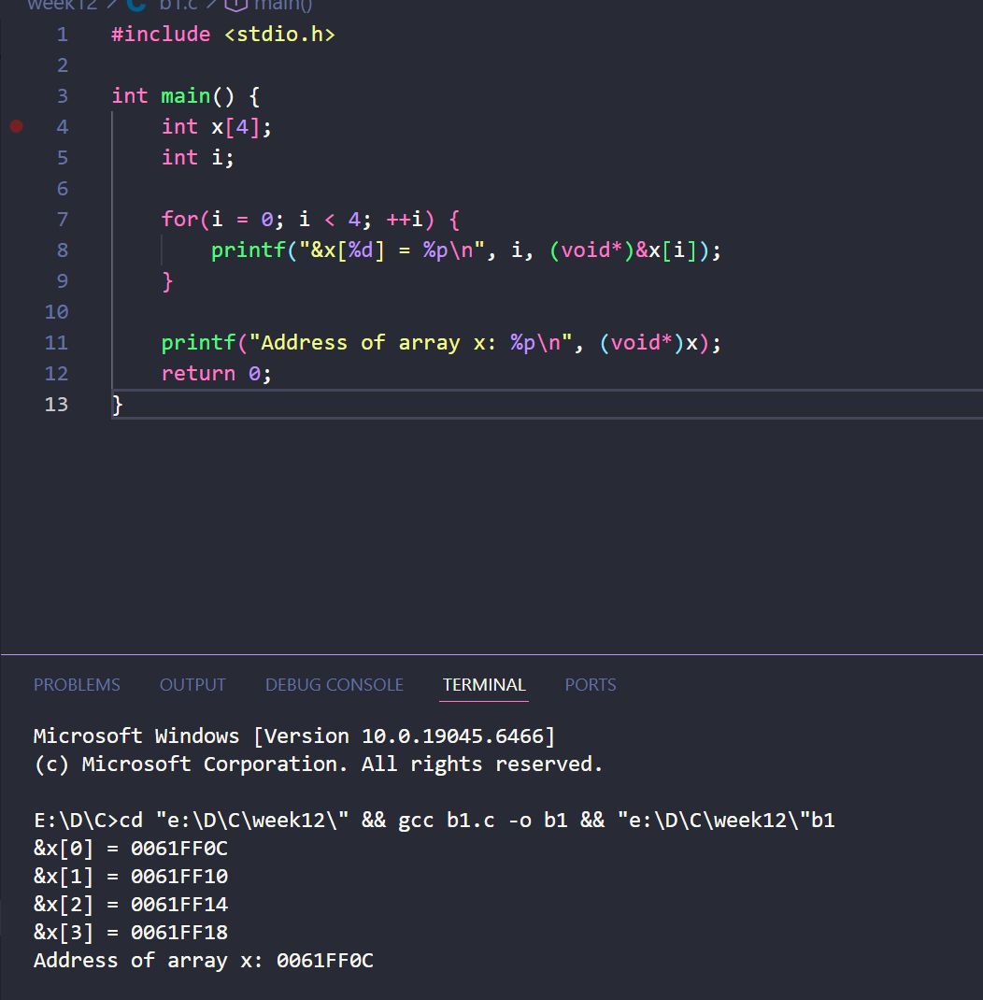 week12 > C b1.c > main()
1 #include <stdio.h>
2
3 int main() {
4     int x[4];
5     int i;
6
7     for(i = 0; i < 4; ++i) {
8         printf("&x[%d] = %p\n", i, (void*)&x[i]);
9     }
10
11     printf("Address of array x: %p\n", (void*)x);
12     return 0;
13 }
PROBLEMS OUTPUT DEBUG CONSOLE TERMINAL PORTS
Microsoft Windows [Version 10.0.19045.6466]
(c) Microsoft Corporation. All rights reserved.
E:\D\C>cd "e:\D\C\week12\" && gcc b1.c -o b1 && "e:\D\C\week12\"b1
&x[0] = 0061FF0C
&x[1] = 0061FF10
&x[2] = 0061FF14
&x[3] = 0061FF18
Address of array x: 0061FF0C